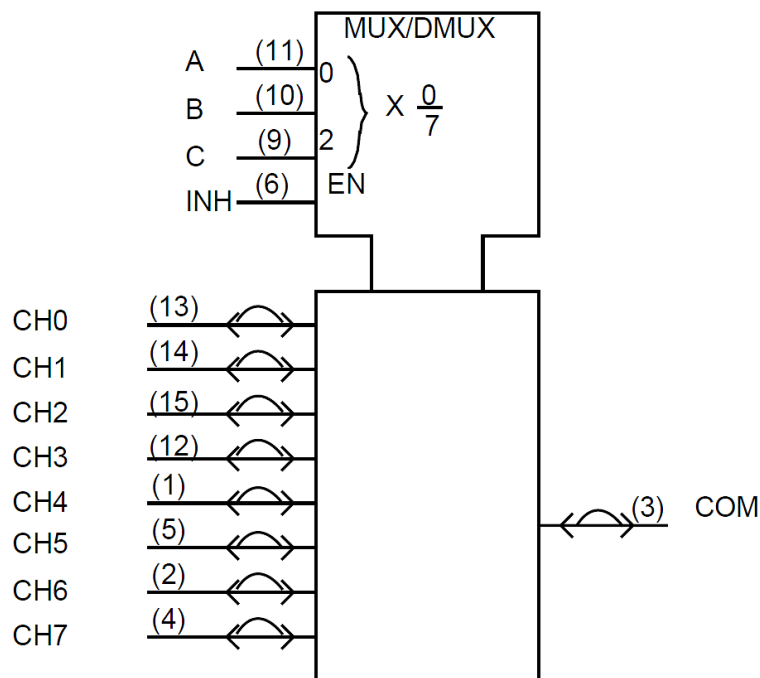 MUX/DMUX
A (11) 0
B (10) X 0/7
C (9) 2
INH (6) EN
CH0 (13)
CH1 (14)
CH2 (15)
CH3 (12)
CH4 (1)
(3) COM
CH5 (5)
CH6 (2)
CH7 (4)